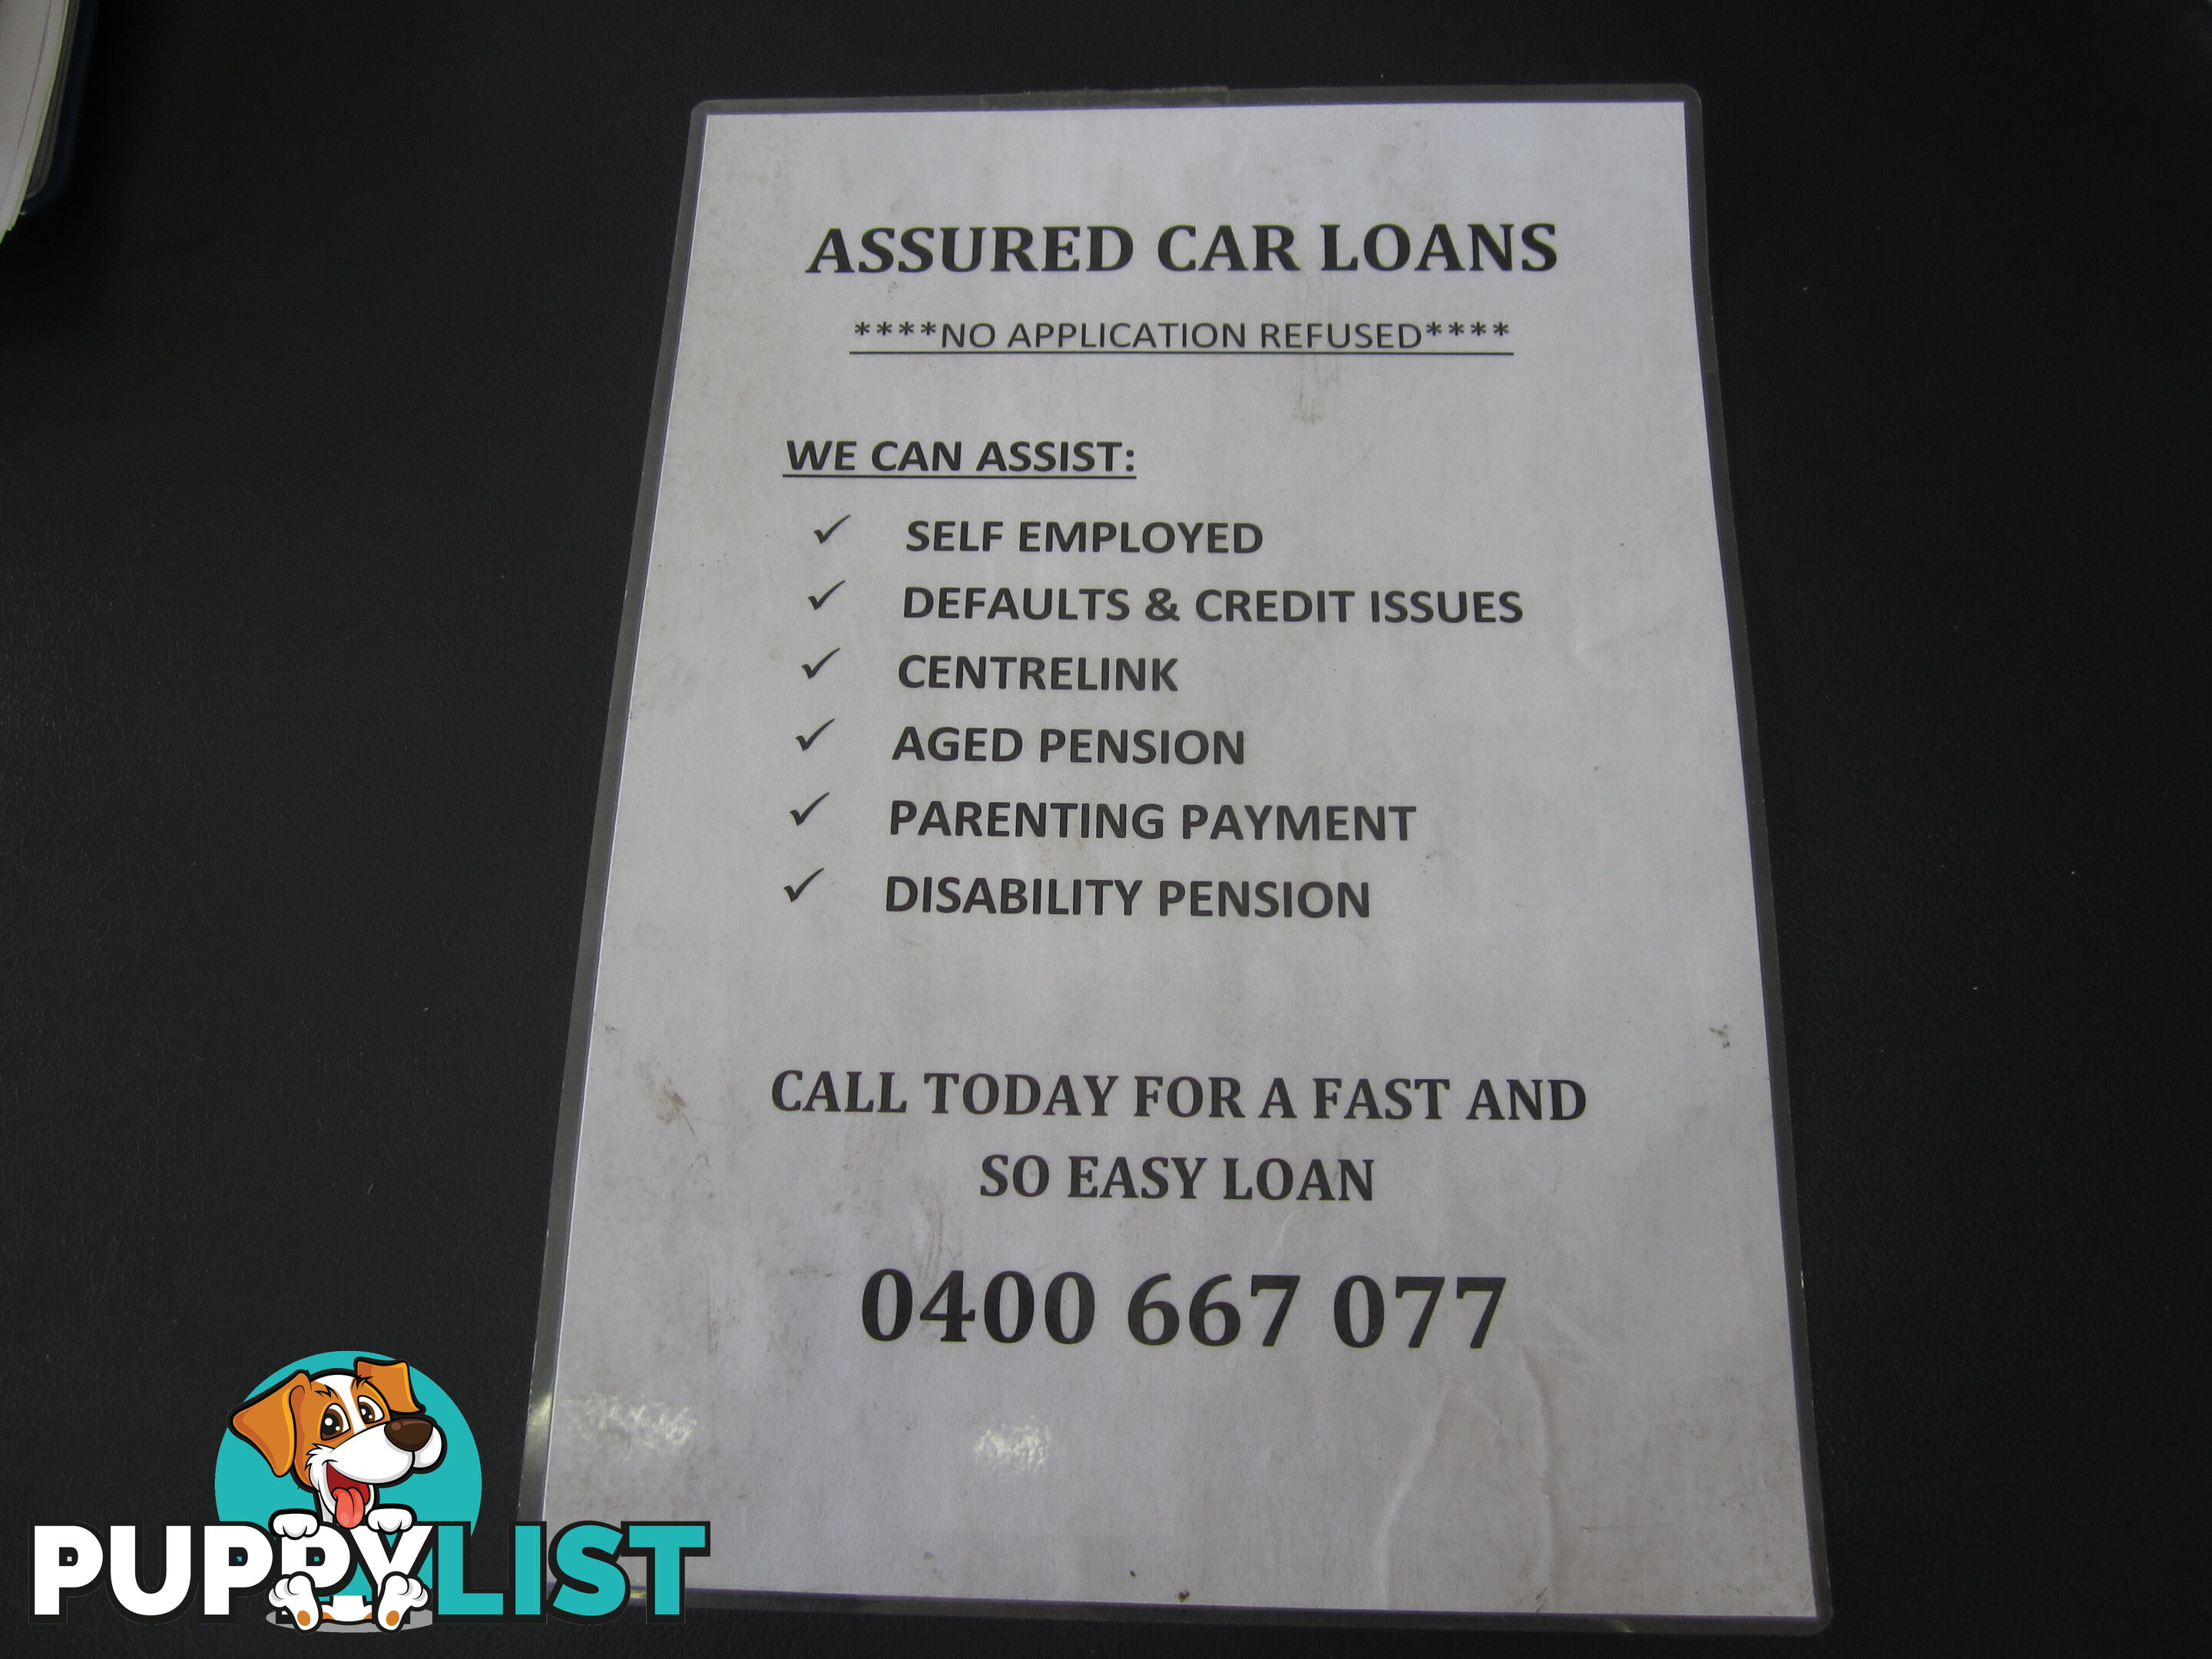 ASSURED CAR LOANS
****NO APPLICATION REFUSED****
WE CAN ASSIST:
✓ SELF EMPLOYED
✓ DEFAULTS & CREDIT ISSUES
✓ CENTRELINK
✓ AGED PENSION
✓ PARENTING PAYMENT
✓ DISABILITY PENSION
CALL TODAY FOR A FAST AND
SO EASY LOAN
0400 667 077
PUPPYLIST